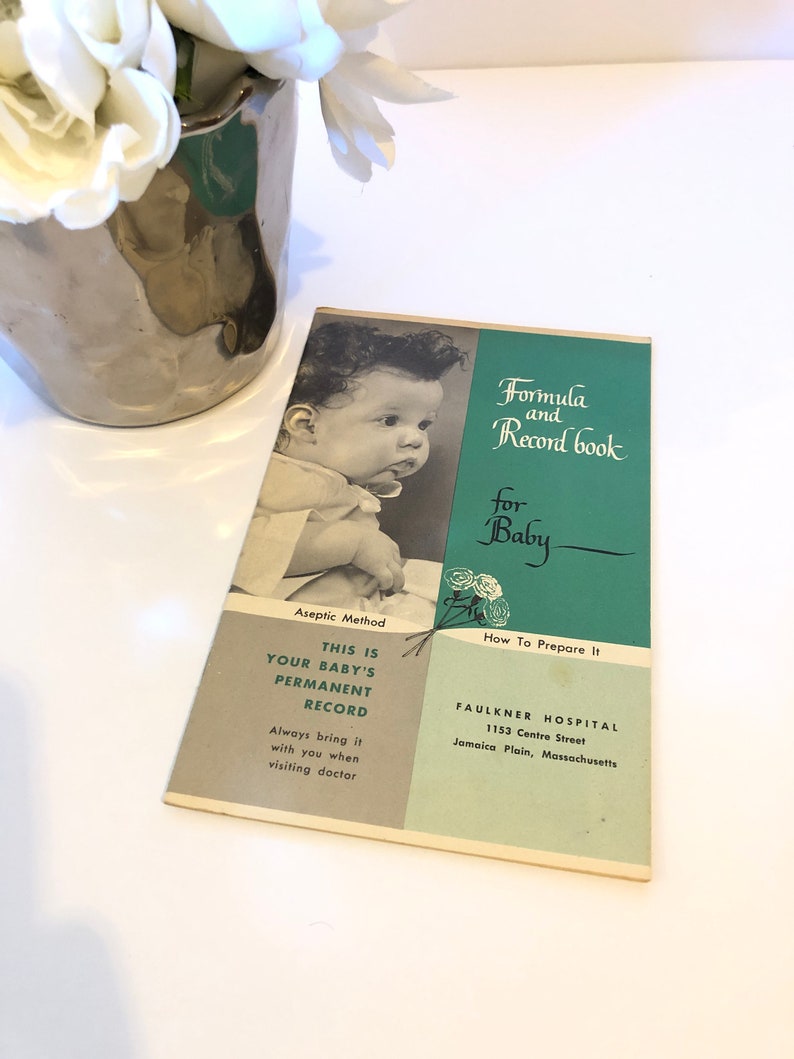 Formula
and
Record book
for
Baby
Aseptic Method
How To Prepare It
THIS IS
YOUR BABY'S
PERMANENT
RECORD
Always bring it
with you when
visiting doctor
FAULKNER HOSPITAL
1153 Centre Street
Jamaica Plain, Massachusetts